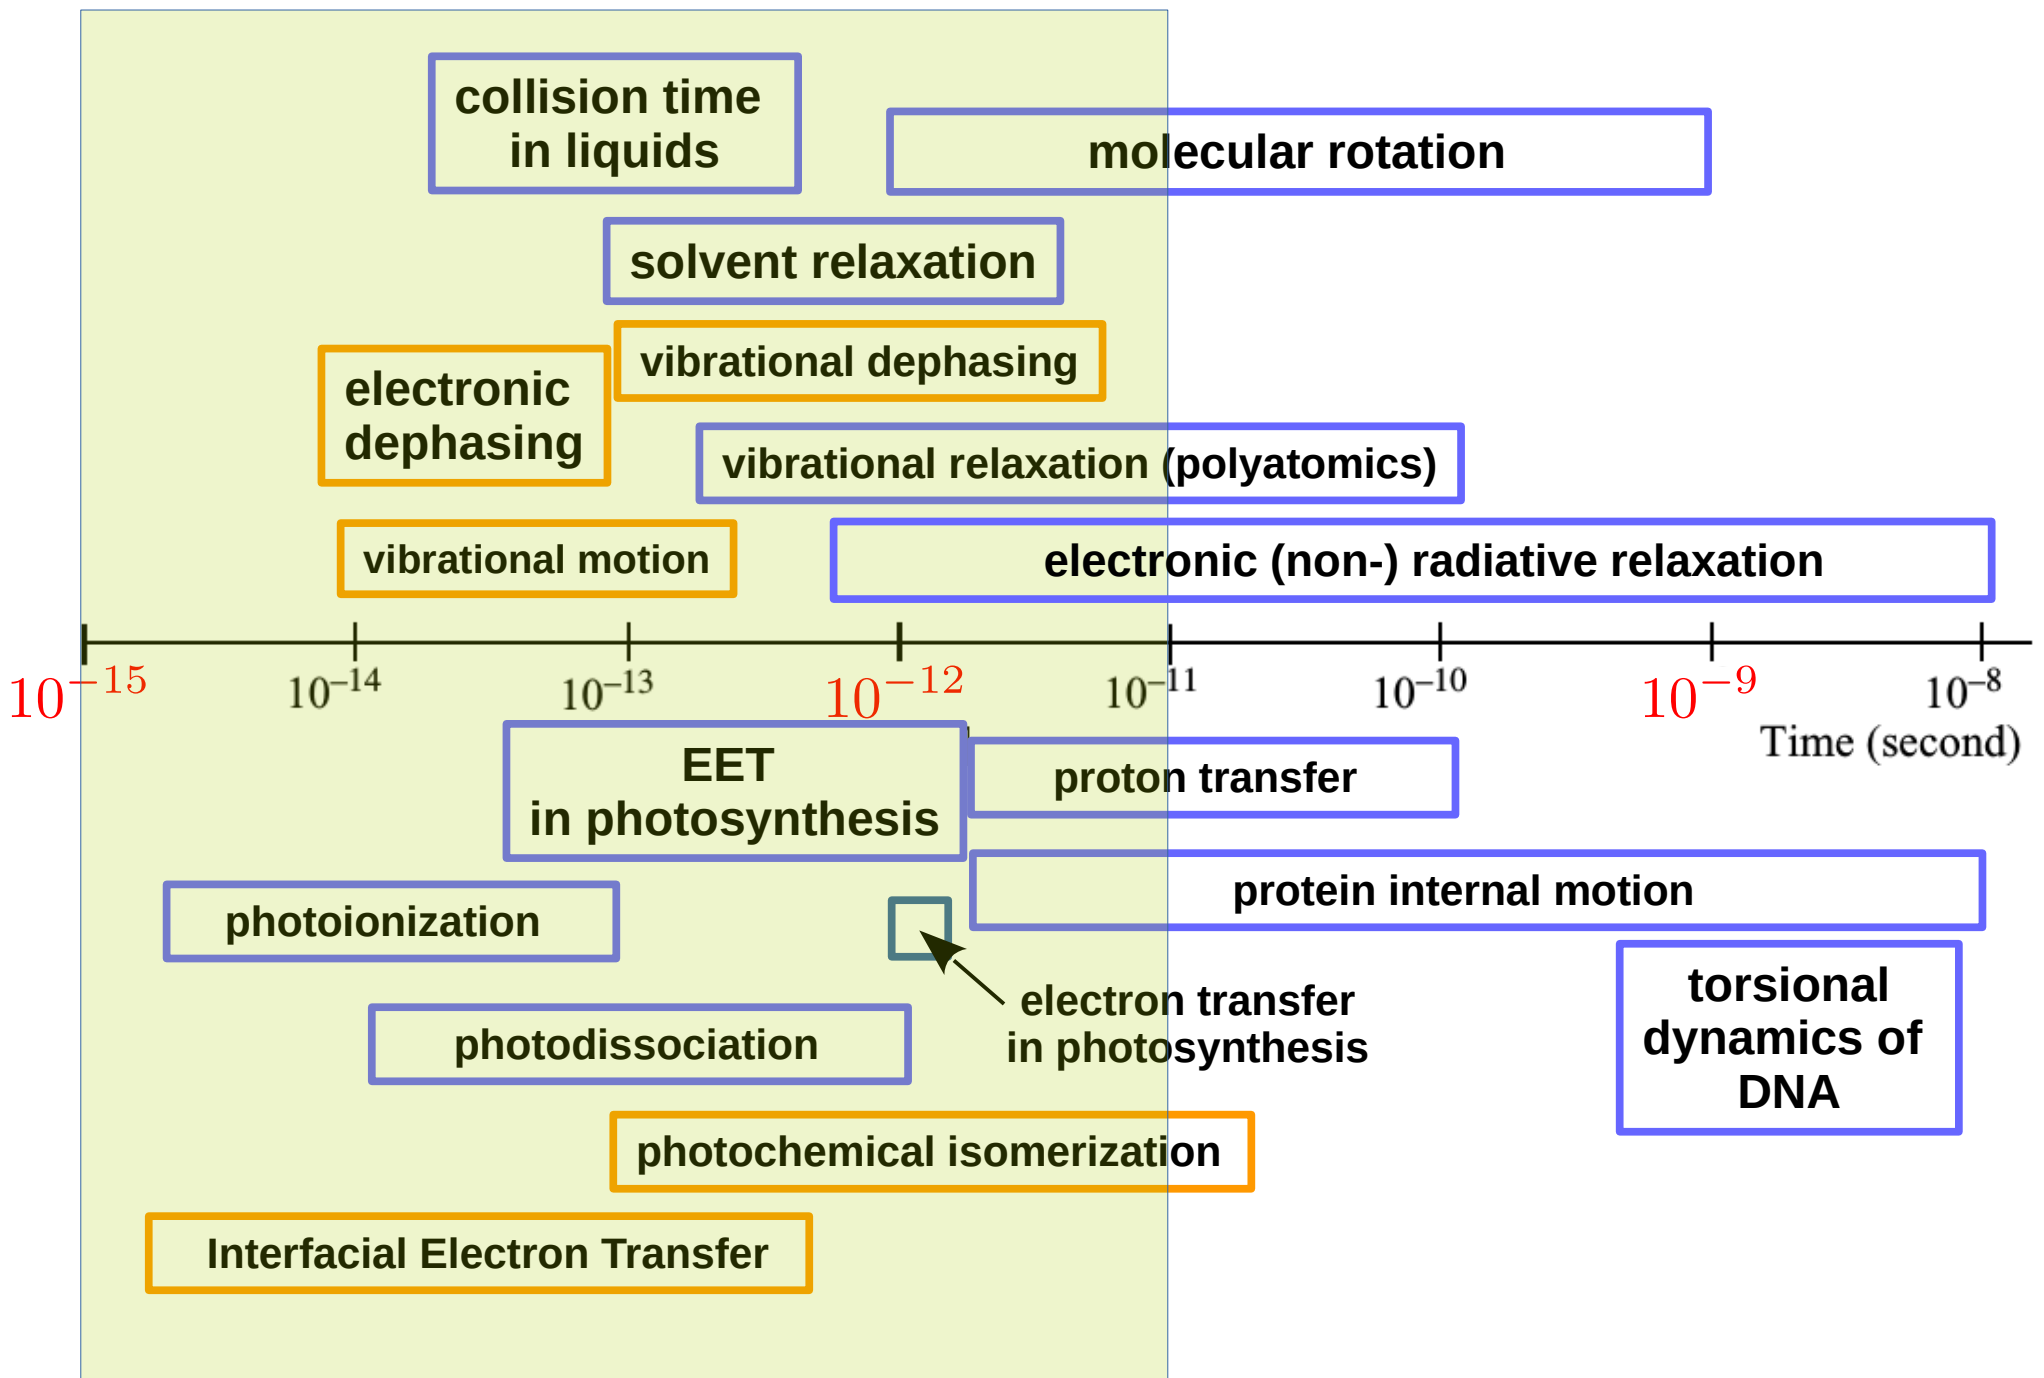 collision time
in liquids
molecular rotation
solvent relaxation
vibrational dephasing
electronic
dephasing
vibrational relaxation (polyatomics)
vibrational motion
electronic (non-) radiative relaxation
10⁻¹⁵
10⁻¹⁴
10⁻¹³
10⁻¹²
10⁻¹¹
10⁻¹⁰
10⁻⁹
10⁻⁸
Time (second)
EET
in photosynthesis
proton transfer
protein internal motion
photoionization
electron transfer
in photosynthesis
torsional
dynamics of
DNA
photodissociation
photochemical isomerization
Interfacial Electron Transfer